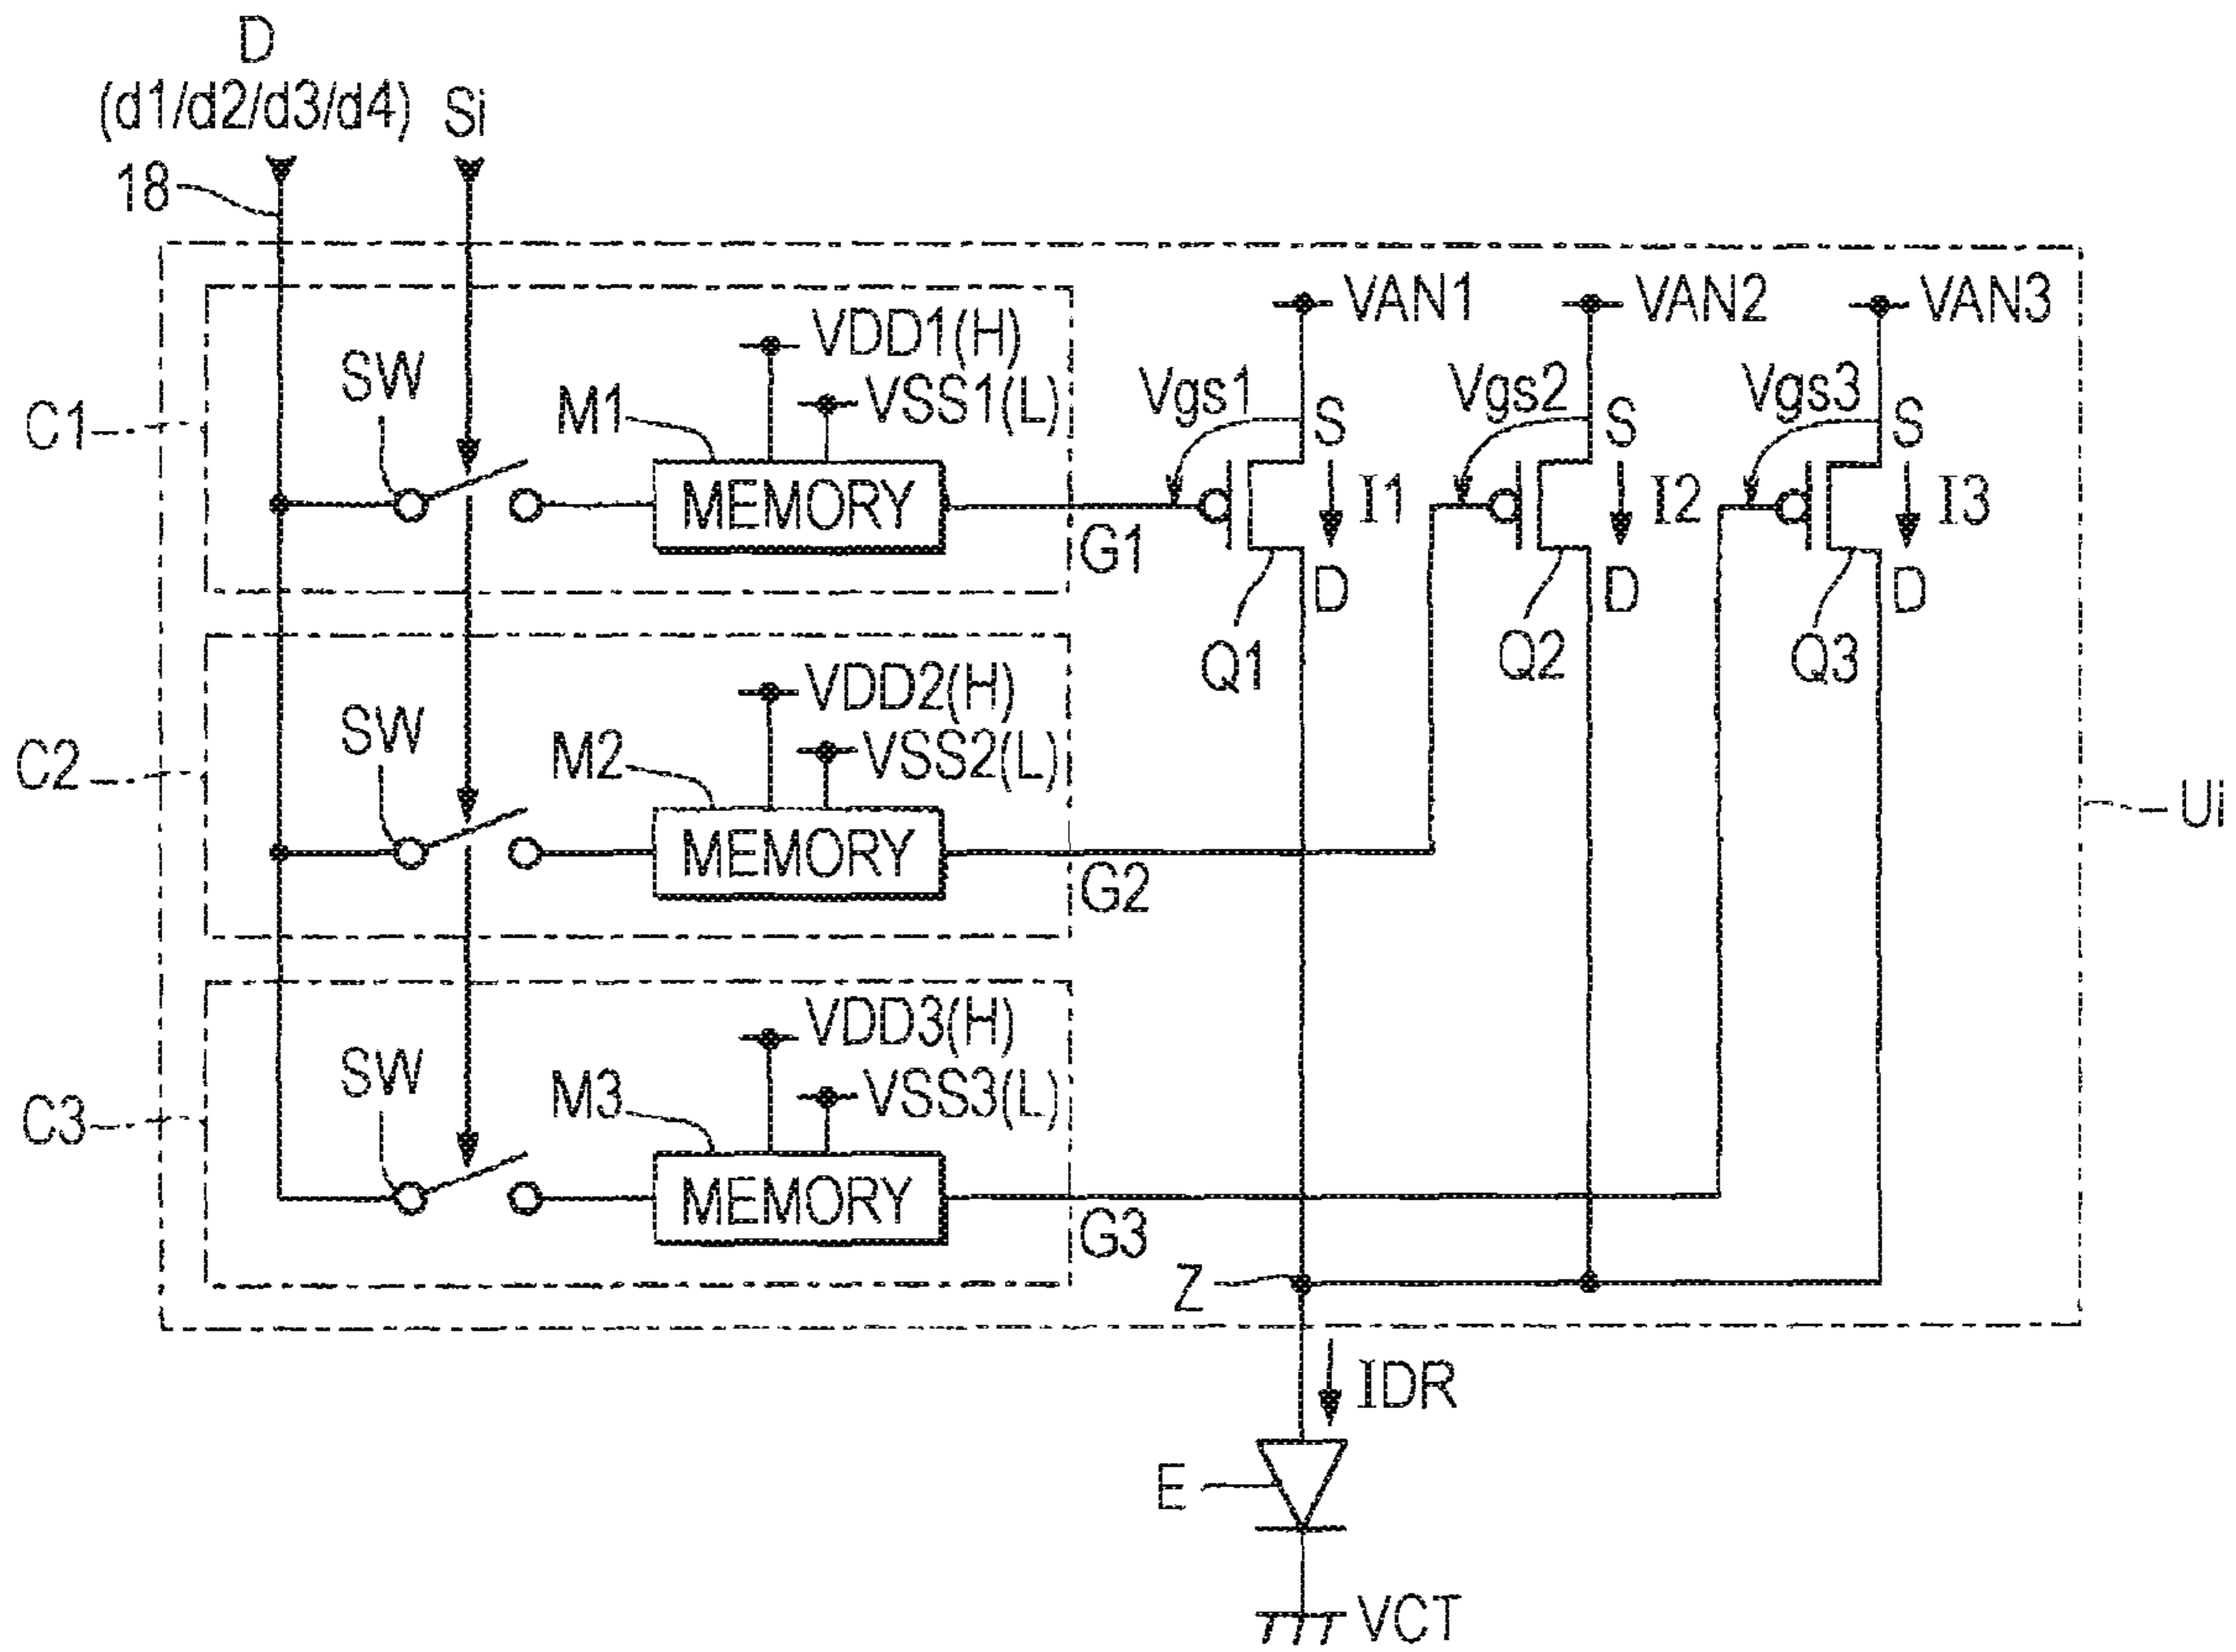 D
(d1/d2/d3/d4)
Si
18
VAN1
VAN2
VAN3
VDD1(H)
VSS1(L)
SW
M1
C1
Vgs1
Vgs2
Vgs3
S
S
S
MEMORY
I1
I2
I3
G1
D
D
D
Q1
Q2
Q3
VDD2(H)
VSS2(L)
SW
M2
C2
Ui
MEMORY
G2
VDD3(H)
VSS3(L)
SW
M3
C3
MEMORY
G3
Z
IDR
E
VCT